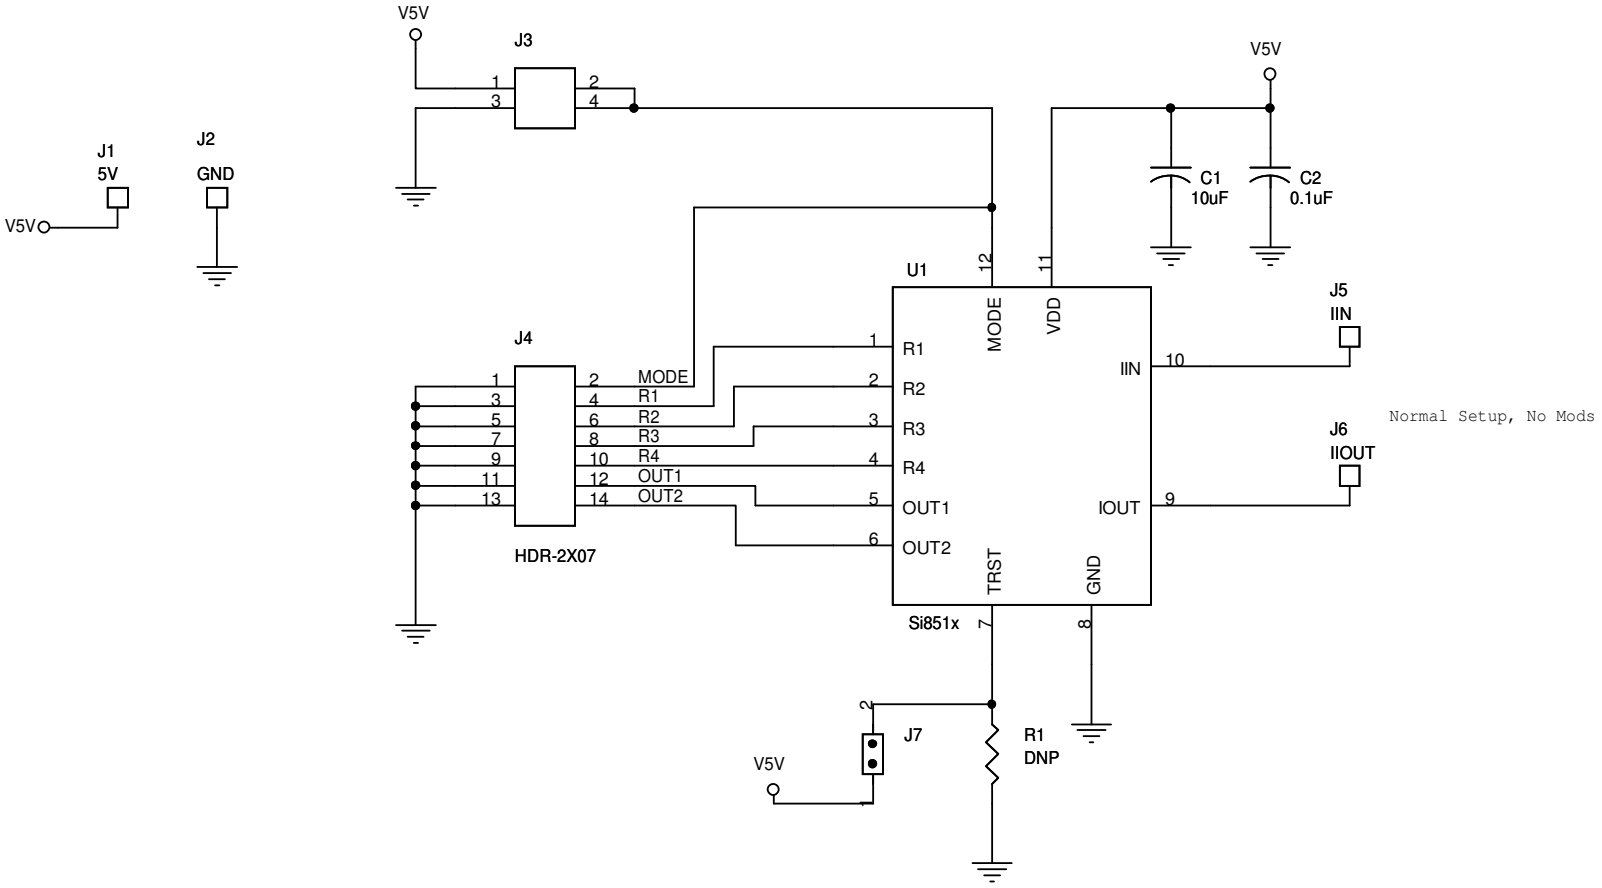 V5V
J3
1
2
3
4
V5V
J1
5V
V5V
J2
GND
C1
10uF
C2
0.1uF
12
11
U1
MODE
VDD
J5
IIN
J4
1
2
MODE
3
4
R1
5
6
R2
7
8
R3
9
10
R4
11
12
OUT1
13
14
OUT2
HDR-2X07
1
R1
2
R2
3
R3
4
R4
5
OUT1
6
OUT2
IIN
10
IOUT
9
Normal Setup, No Mods
J6
IIOUT
TRST
GND
Si851x
7
8
2
J7
1
V5V
R1
DNP